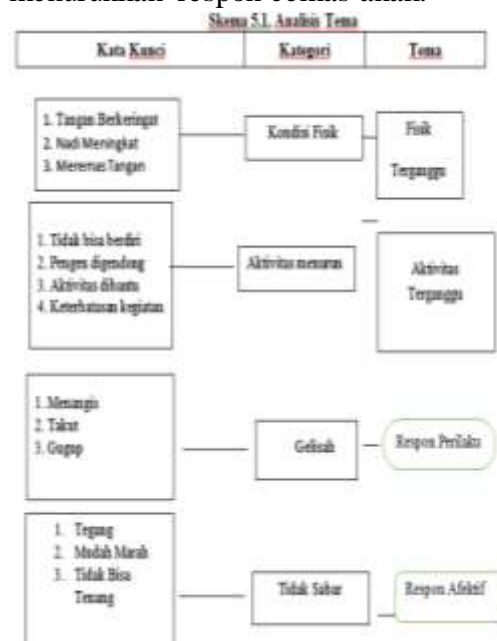 menurunkan respon cemas anak.
Skema 5.1. Analisis Tema
Kata Kunci Kategori Tema
1. Tangan Berkeringat
2. Nadi Meningkat
3. Meremas Tangan
Kondisi Fisik
Fisik
Terganggu
1. Tidak bisa berdiri
2. Pengen digendong
3. Aktivitas dibantu
4. Keterbatasan kegiatan
Aktivitas menurun
Aktivitas
Terganggu
1. Menangis
2. Takut
3. Gugup
Gelisah
Respon Perilaku
1. Tegang
2. Mudah Marah
3. Tidak Bisa
Tenang
Tidak Sabar
Respon Afektif